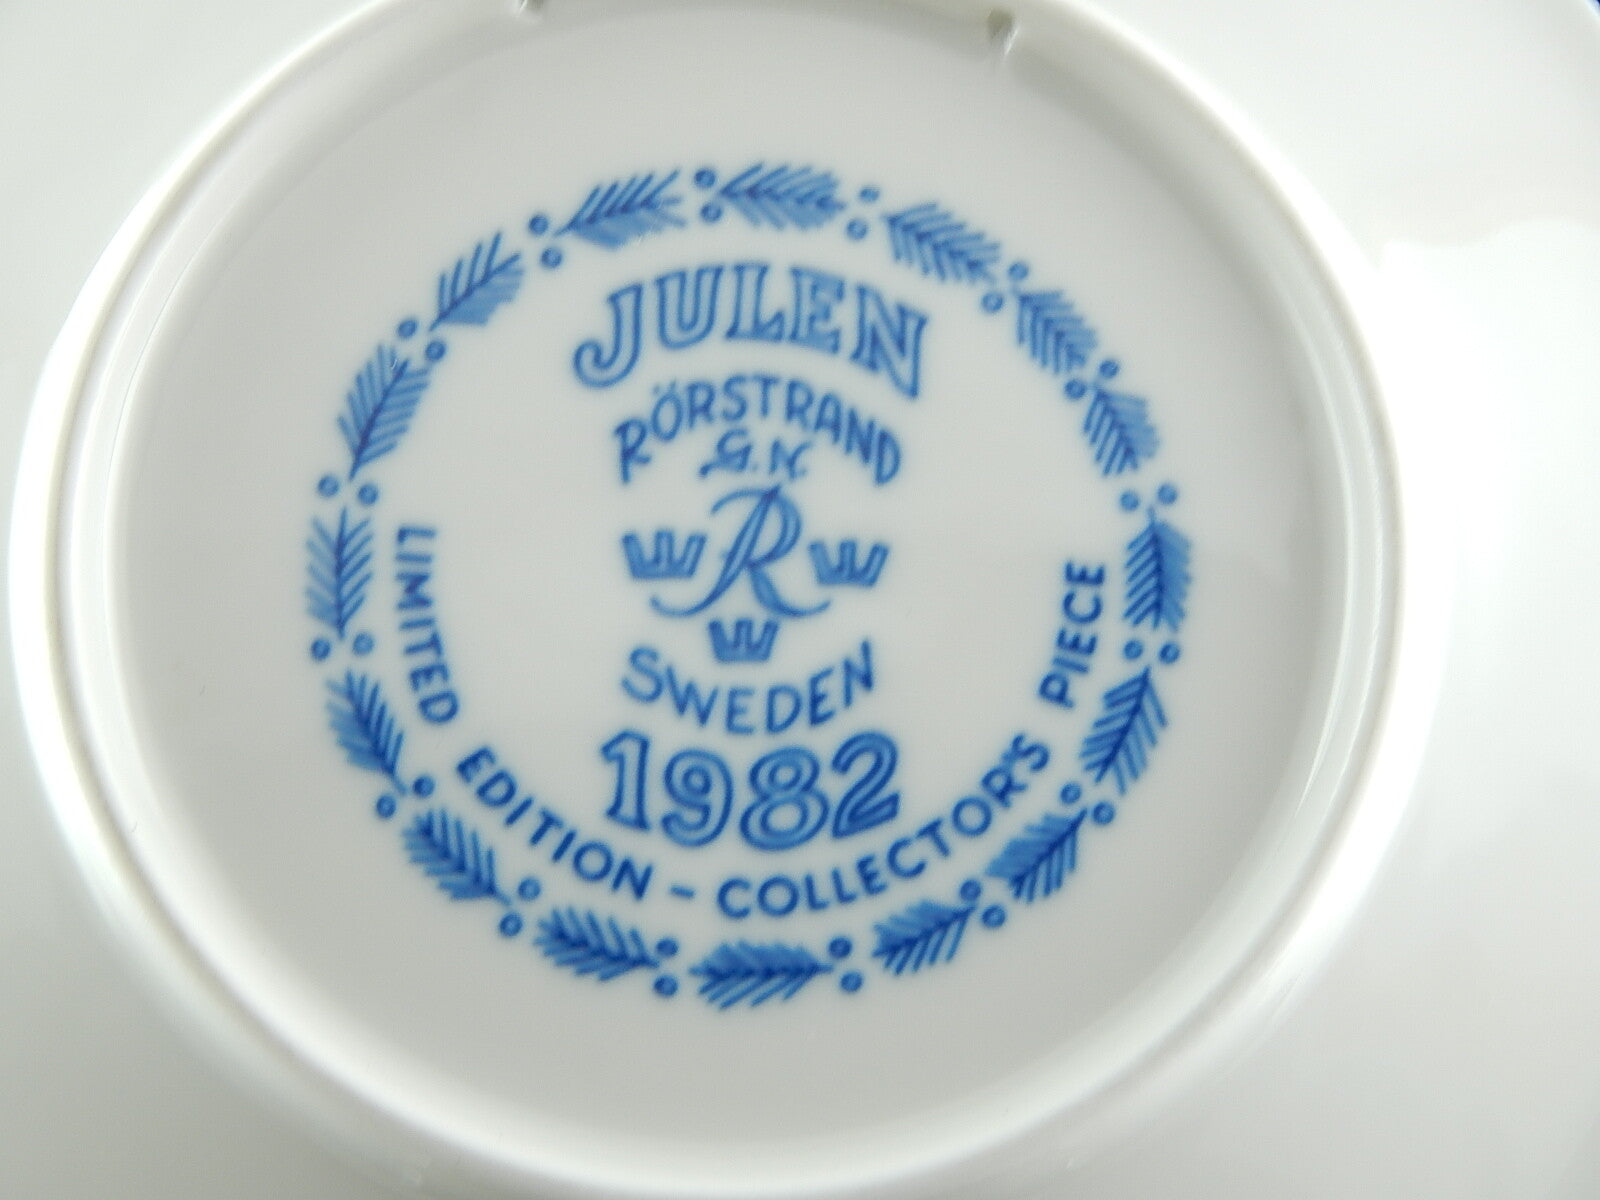 JULEN
RÖRSTRAND
G.N.
R
SWEDEN
1982
LIMITED EDITION - COLLECTOR'S PIECE